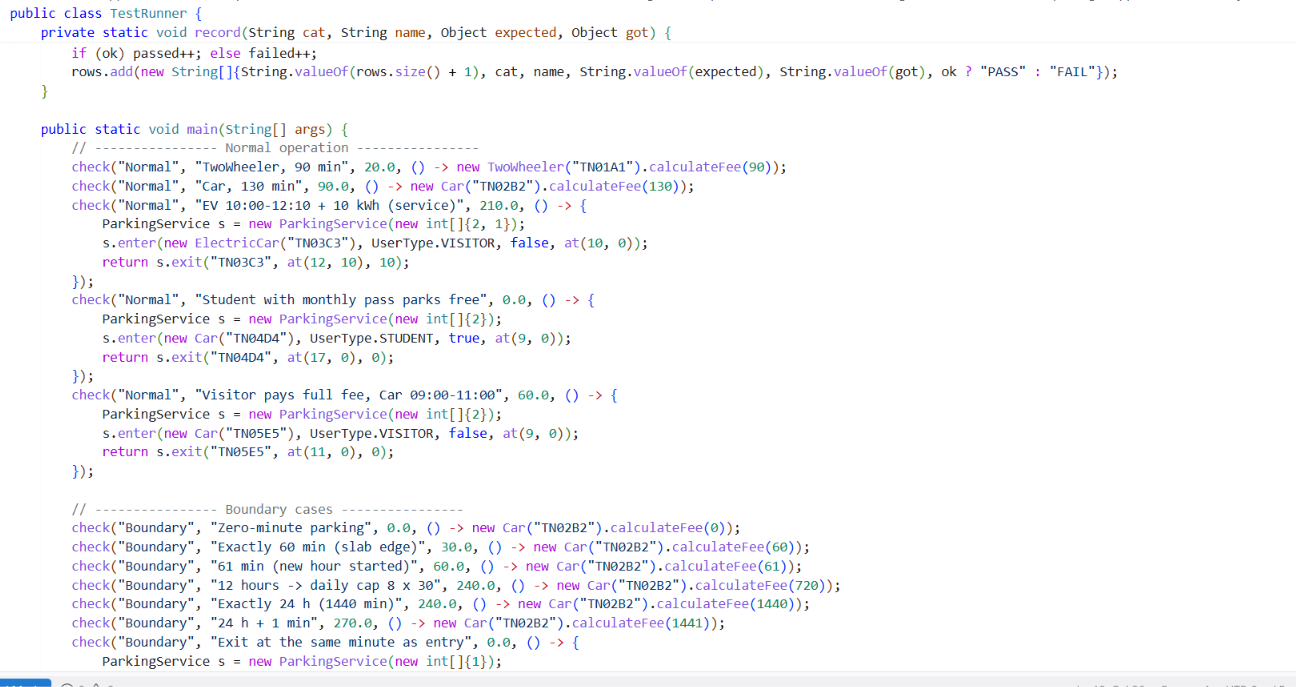 public class TestRunner {
    private static void record(String cat, String name, Object expected, Object got) {
        if (ok) passed++; else failed++;
        rows.add(new String[]{String.valueOf(rows.size() + 1), cat, name, String.valueOf(expected), String.valueOf(got), ok ? "PASS" : "FAIL"});
    }
    public static void main(String[] args) {
        // ---------------- Normal operation ----------------
        check("Normal", "TwoWheeler, 90 min", 20.0, () -> new TwoWheeler("TN01A1").calculateFee(90));
        check("Normal", "Car, 130 min", 90.0, () -> new Car("TN02B2").calculateFee(130));
        check("Normal", "EV 10:00-12:10 + 10 kWh (service)", 210.0, () -> {
            ParkingService s = new ParkingService(new int[]{2, 1});
            s.enter(new ElectricCar("TN03C3"), UserType.VISITOR, false, at(10, 0));
            return s.exit("TN03C3", at(12, 10), 10);
        });
        check("Normal", "Student with monthly pass parks free", 0.0, () -> {
            ParkingService s = new ParkingService(new int[]{2});
            s.enter(new Car("TN04D4"), UserType.STUDENT, true, at(9, 0));
            return s.exit("TN04D4", at(17, 0), 0);
        });
        check("Normal", "Visitor pays full fee, Car 09:00-11:00", 60.0, () -> {
            ParkingService s = new ParkingService(new int[]{2});
            s.enter(new Car("TN05E5"), UserType.VISITOR, false, at(9, 0));
            return s.exit("TN05E5", at(11, 0), 0);
        });
        // ---------------- Boundary cases ----------------
        check("Boundary", "Zero-minute parking", 0.0, () -> new Car("TN02B2").calculateFee(0));
        check("Boundary", "Exactly 60 min (slab edge)", 30.0, () -> new Car("TN02B2").calculateFee(60));
        check("Boundary", "61 min (new hour started)", 60.0, () -> new Car("TN02B2").calculateFee(61));
        check("Boundary", "12 hours -> daily cap 8 x 30", 240.0, () -> new Car("TN02B2").calculateFee(720));
        check("Boundary", "Exactly 24 h (1440 min)", 240.0, () -> new Car("TN02B2").calculateFee(1440));
        check("Boundary", "24 h + 1 min", 270.0, () -> new Car("TN02B2").calculateFee(1441));
        check("Boundary", "Exit at the same minute as entry", 0.0, () -> {
            ParkingService s = new ParkingService(new int[]{1});